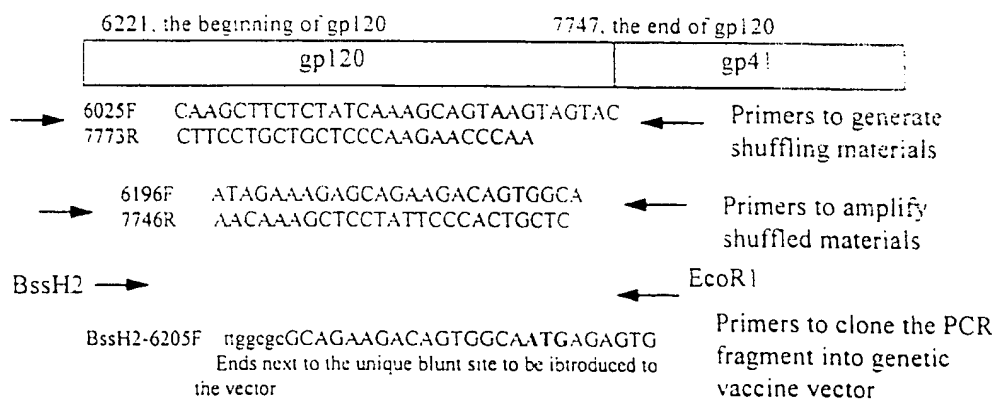 6221, the beginning of gp120 7747, the end of gp120
gp120 gp41
6025F CAAGCTTCTCTATCAAAGCAGTAAGTAGTAC
7773R CTTCCTGCTGCTCCCAAGAACCCAA
Primers to generate
shuffling materials
6196F ATAGAAAGAGCAGAAGACAGTGGCA
7746R AACAAAGCTCCTATTCCCACTGCTC
Primers to amplify
shuffled materials
BssH2 EcoR1
BssH2-6205F nggcgcGCAGAAGACAGTGGCAATGAGAGTG
Ends next to the unique blunt site to be ibtroduced to
the vector
Primers to clone the PCR
fragment into genetic
vaccine vector